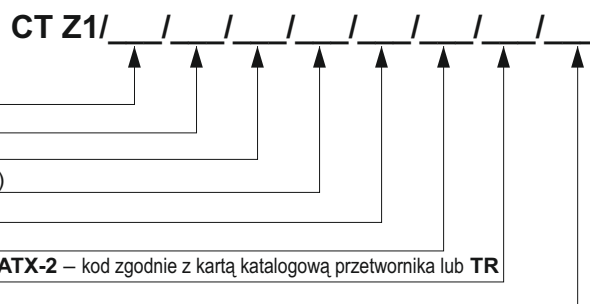 CT Z1/___/___/___/___/___/___/___/___
)
ATX-2 – kod zgodnie z kartą katalogową przetwornika lub TR